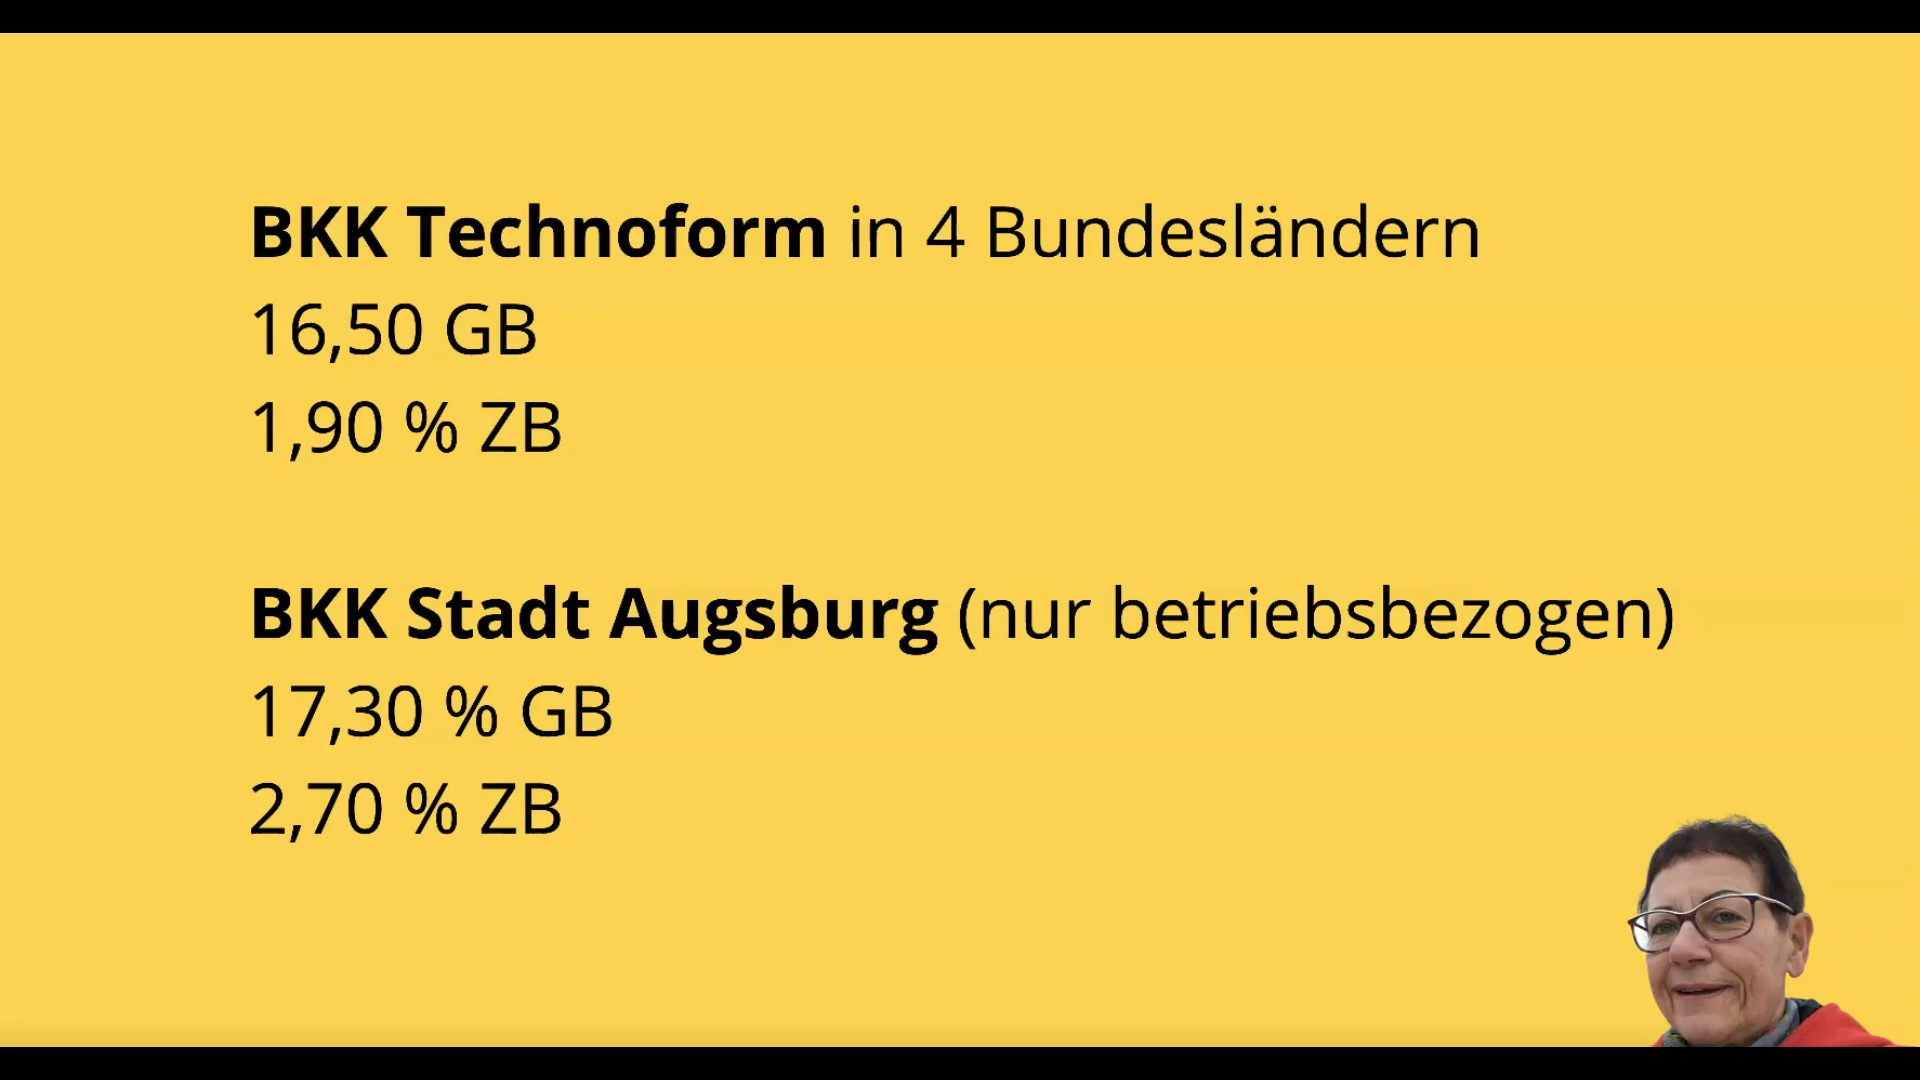 BKK Technoform in 4 Bundesländern
16,50 GB
1,90 % ZB
BKK Stadt Augsburg (nur betriebsbezogen)
17,30 % GB
2,70 % ZB